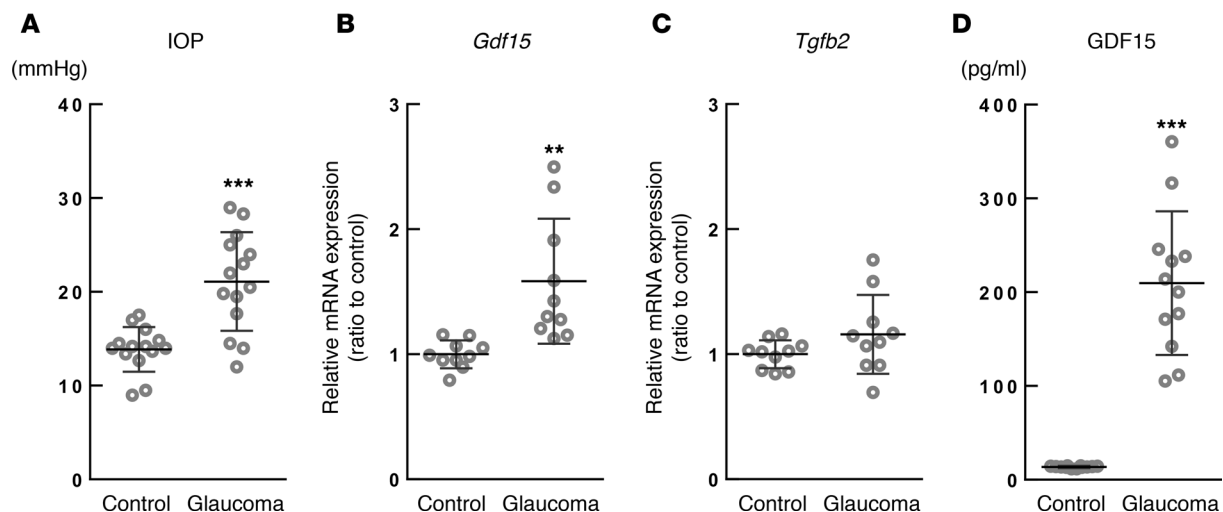 A
IOP
(mmHg)
40
30
20
10
0
***
Control
Glaucoma
B
Gdf15
Relative mRNA expression
(ratio to control)
3
2
1
0
**
Control
Glaucoma
C
Tgfb2
Relative mRNA expression
(ratio to control)
3
2
1
0
Control
Glaucoma
D
GDF15
(pg/ml)
400
300
200
100
0
***
Control
Glaucoma